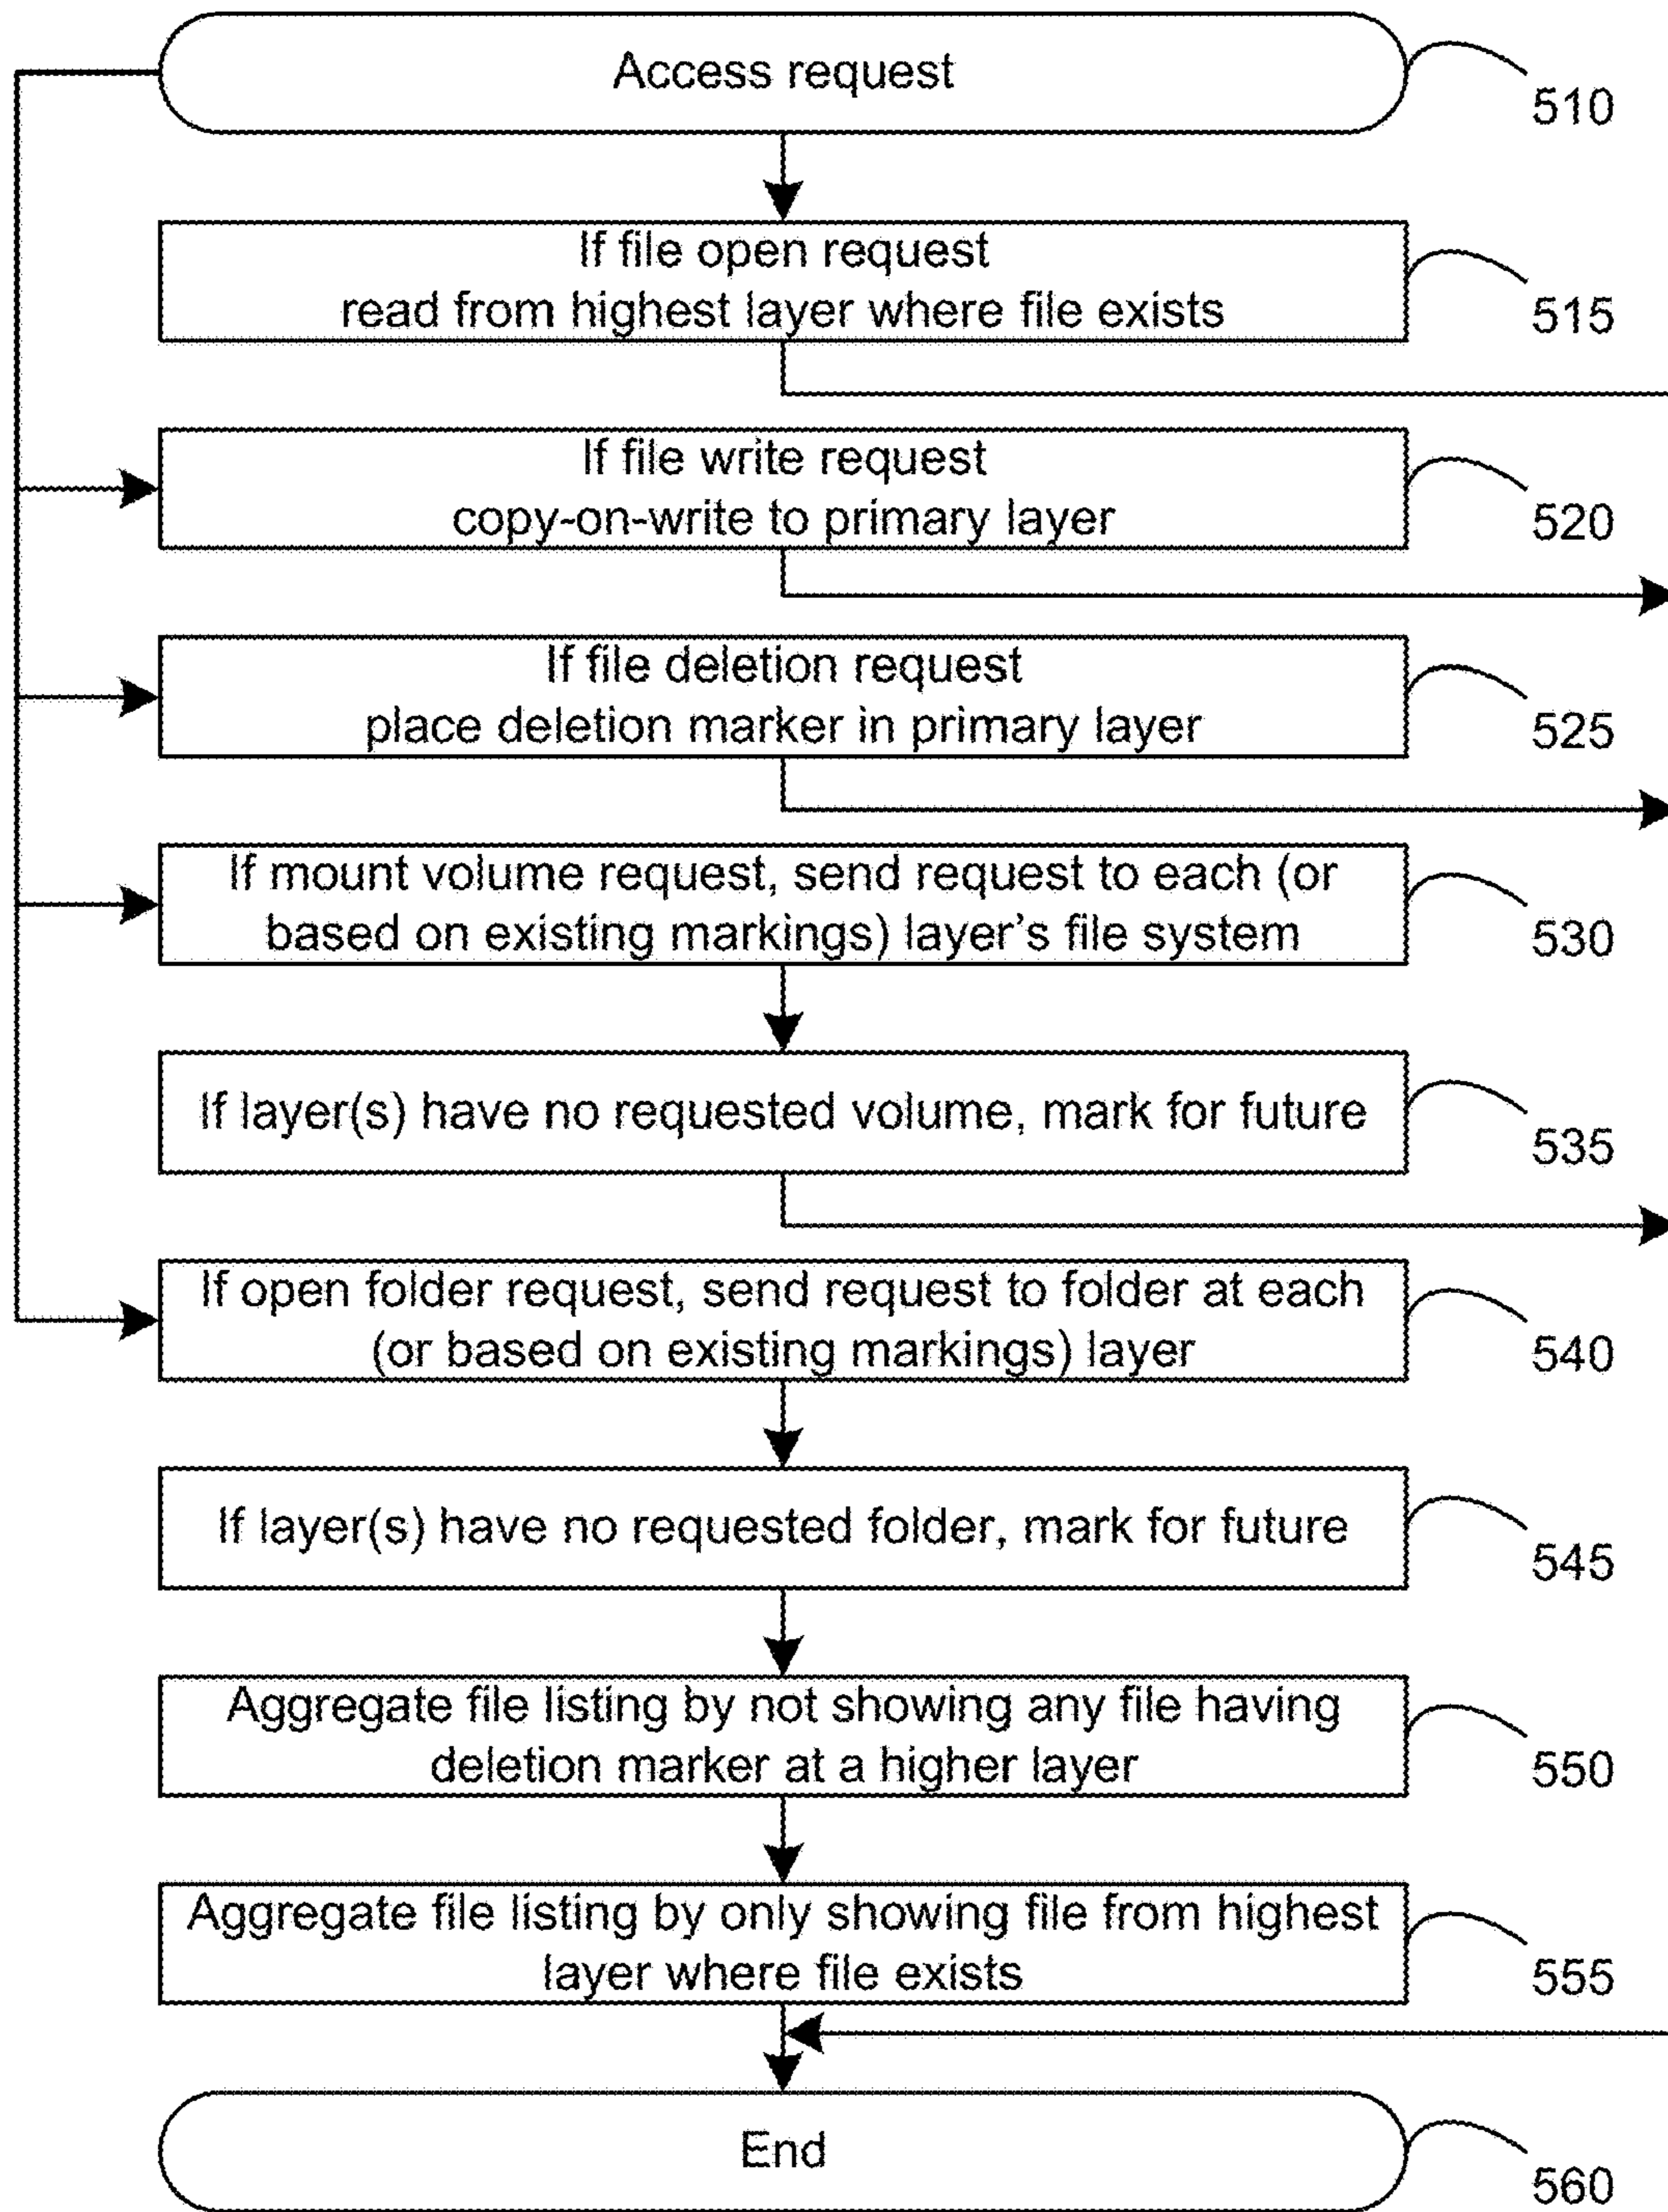 Access request
510
If file open request
read from highest layer where file exists
515
If file write request
copy-on-write to primary layer
520
If file deletion request
place deletion marker in primary layer
525
If mount volume request, send request to each (or
based on existing markings) layer's file system
530
If layer(s) have no requested volume, mark for future
535
If open folder request, send request to folder at each
(or based on existing markings) layer
540
If layer(s) have no requested folder, mark for future
545
Aggregate file listing by not showing any file having
deletion marker at a higher layer
550
Aggregate file listing by only showing file from highest
layer where file exists
555
End
560